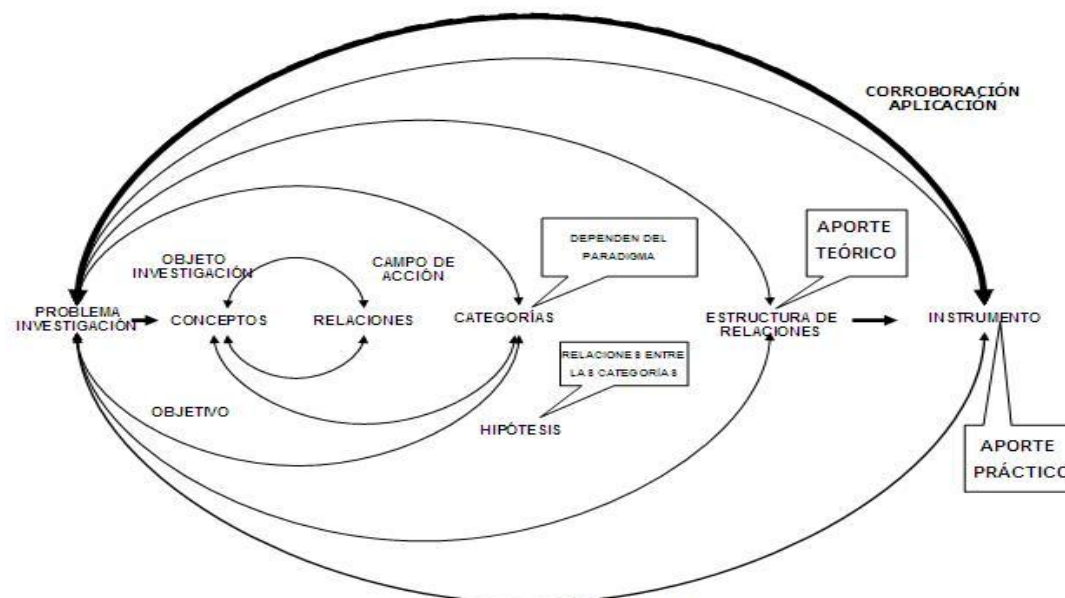 CORROBORACIÓN
APLICACIÓN
DEPENDEN DEL
PARADIGMA
APORTE
TEÓRICO
OBJETO
INVESTIGACIÓN
CAMPO DE
ACCIÓN
PROBLEMA
INVESTIGACIÓN
CONCEPTOS
RELACIONES
CATEGORÍAS
ESTRUCTURA DE
RELACIONES
INSTRUMENTO
RELACIONES ENTRE
LAS CATEGORÍAS
OBJETIVO
HIPÓTESIS
APORTE
PRÁCTICO